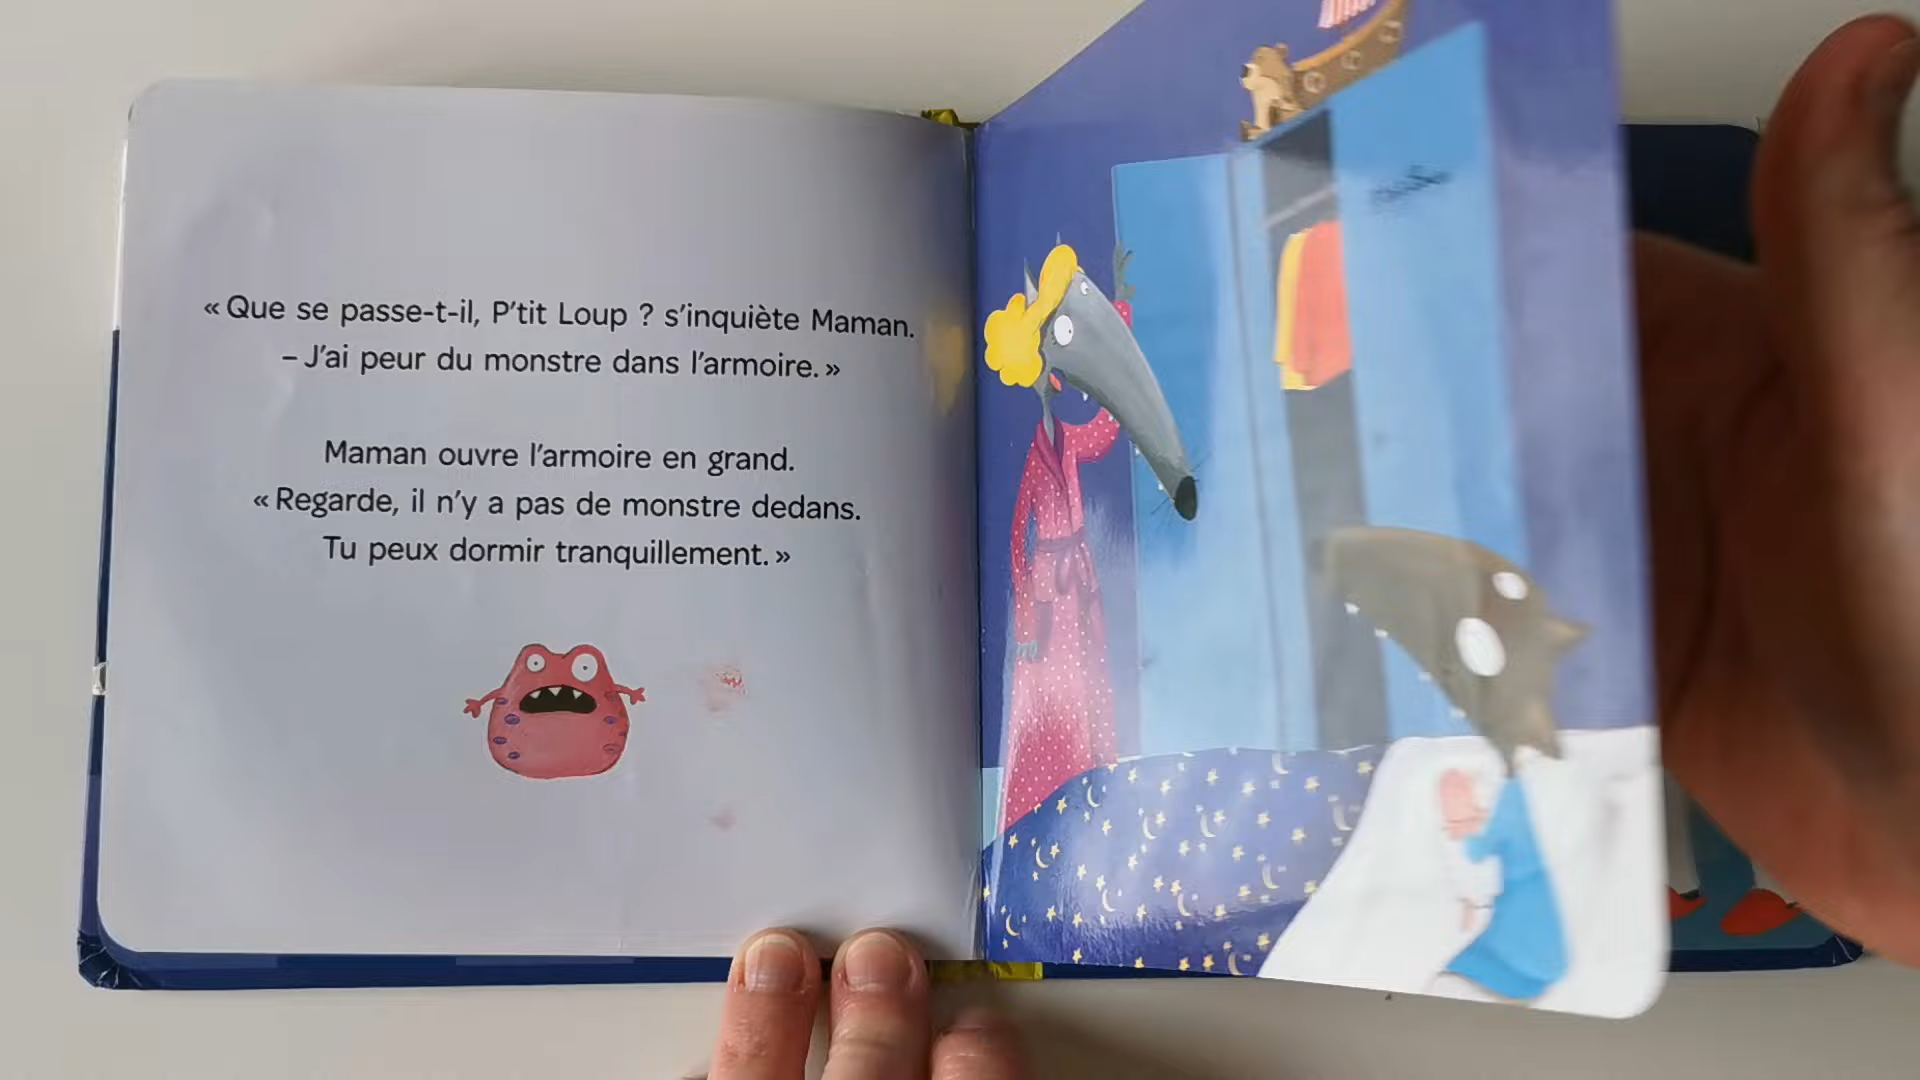 « Que se passe-t-il, P'tit Loup ? s'inquiète Maman.
– J'ai peur du monstre dans l'armoire. »
Maman ouvre l'armoire en grand.
« Regarde, il n'y a pas de monstre dedans.
Tu peux dormir tranquillement. »